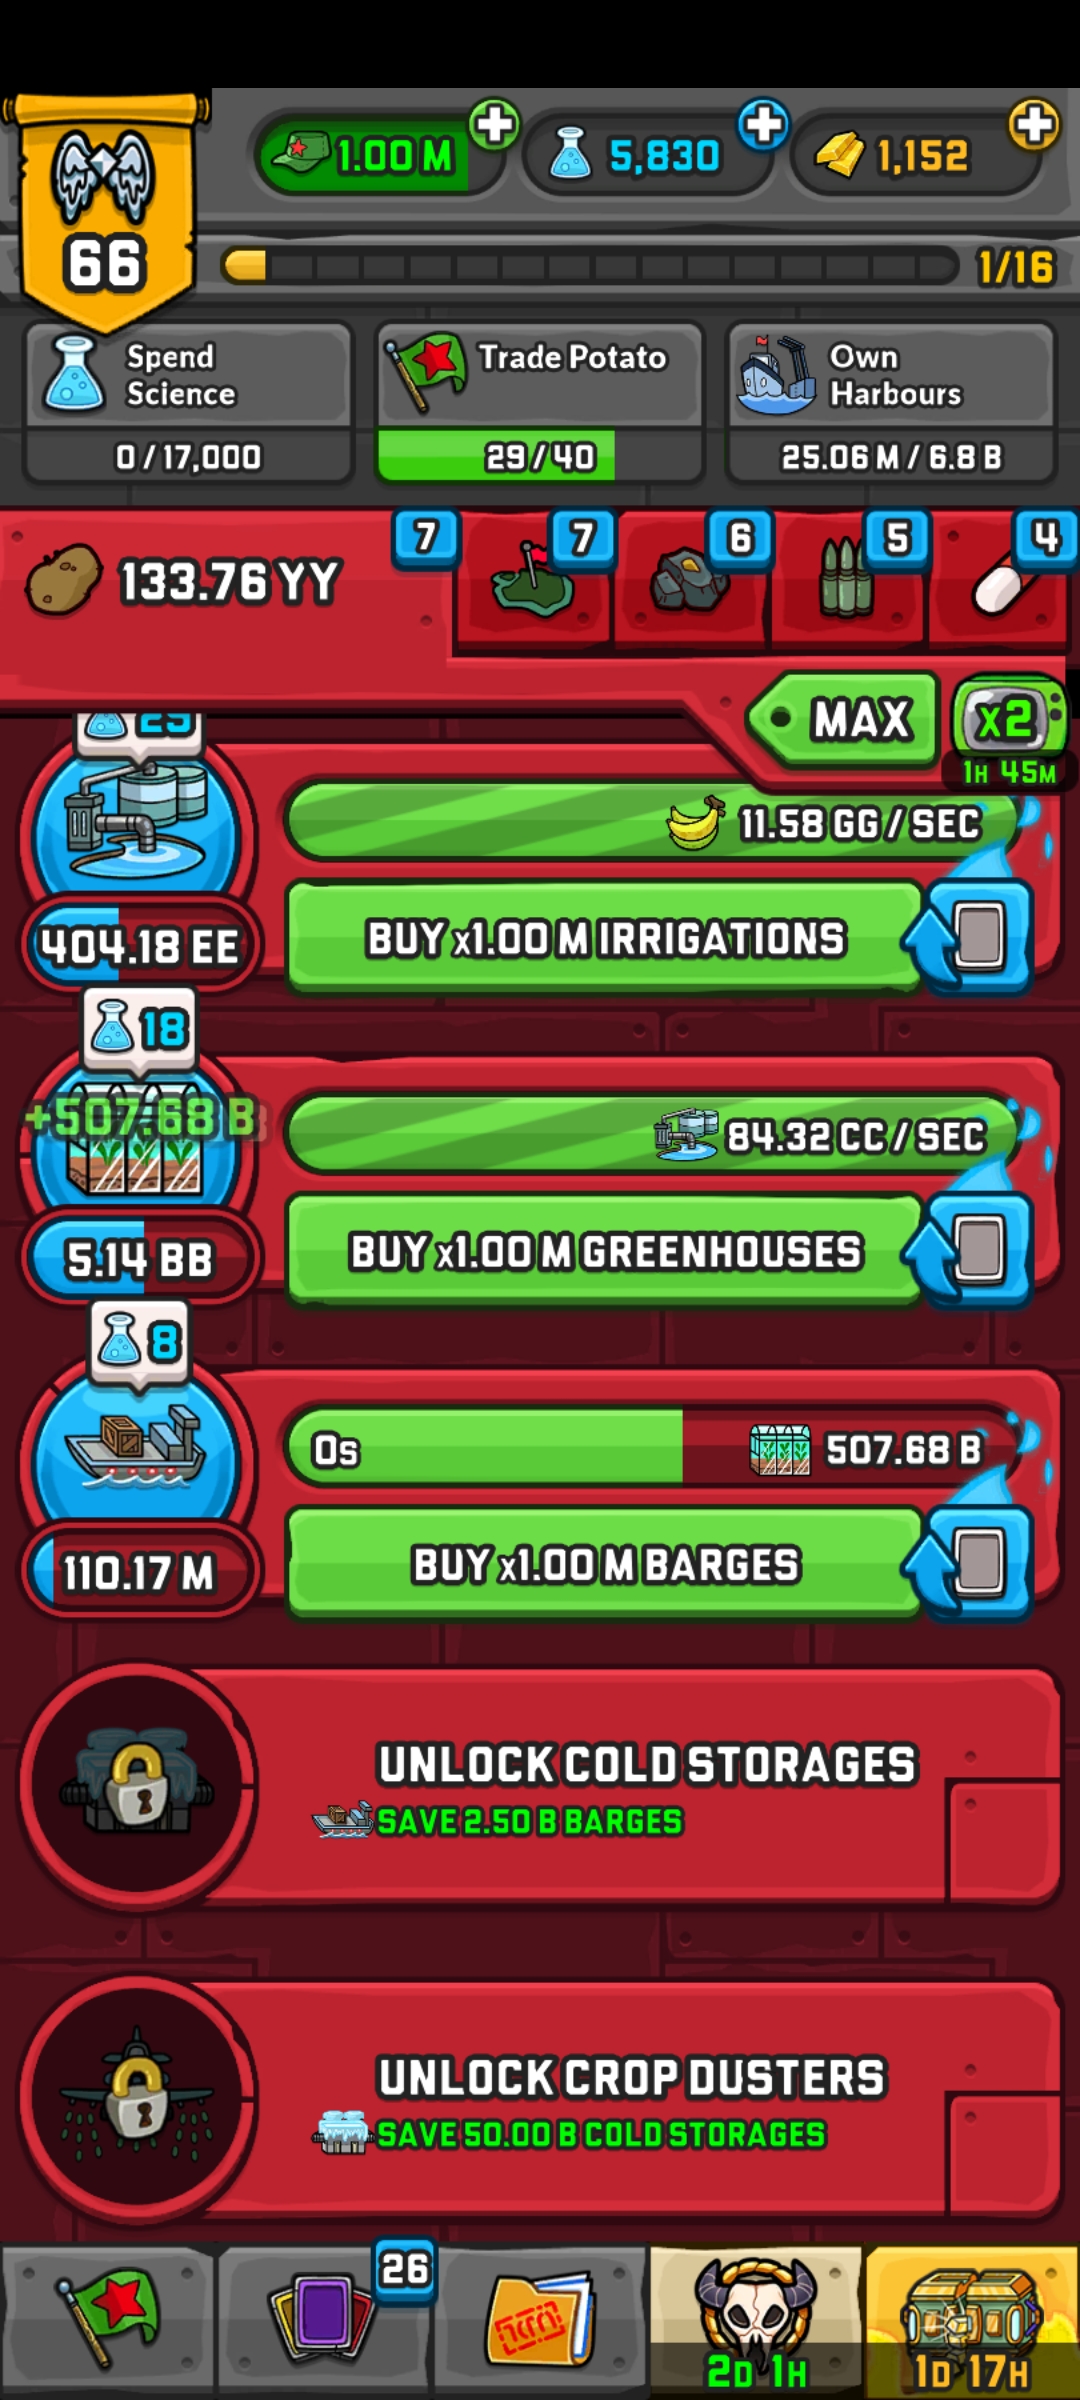 1.00 M
5,830
1,152
66
1/16
Spend
Science
0 / 17,000
Trade Potato
29 / 40
Own
Harbours
25.06 M / 6.8 B
133.76 YY
7
7
6
5
4
MAX
x2
1H 45M
11.58 GG / SEC
404.18 EE
BUY x1.00 M IRRIGATIONS
18
+507.68 B
84.32 CC / SEC
5.14 BB
BUY x1.00 M GREENHOUSES
8
0s
507.68 B
110.17 M
BUY x1.00 M BARGES
UNLOCK COLD STORAGES
SAVE 2.50 B BARGES
UNLOCK CROP DUSTERS
SAVE 50.00 B COLD STORAGES
26
2D 1H
1D 17H